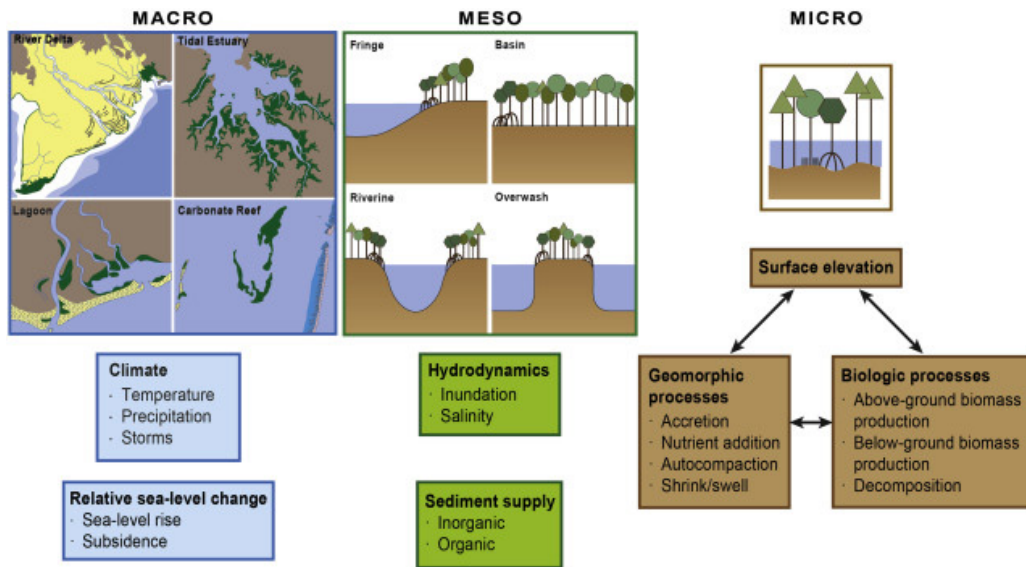 MACRO
River Delta
Tidal Estuary
Lagoon
Carbonate Reef
Climate
· Temperature
· Precipitation
· Storms
Relative sea-level change
· Sea-level rise
· Subsidence
MESO
Fringe
Basin
Riverine
Overwash
Hydrodynamics
· Inundation
· Salinity
Sediment supply
· Inorganic
· Organic
MICRO
Surface elevation
Geomorphic
processes
· Accretion
· Nutrient addition
· Autocompaction
· Shrink/swell
Biologic processes
· Above-ground biomass
production
· Below-ground biomass
production
· Decomposition